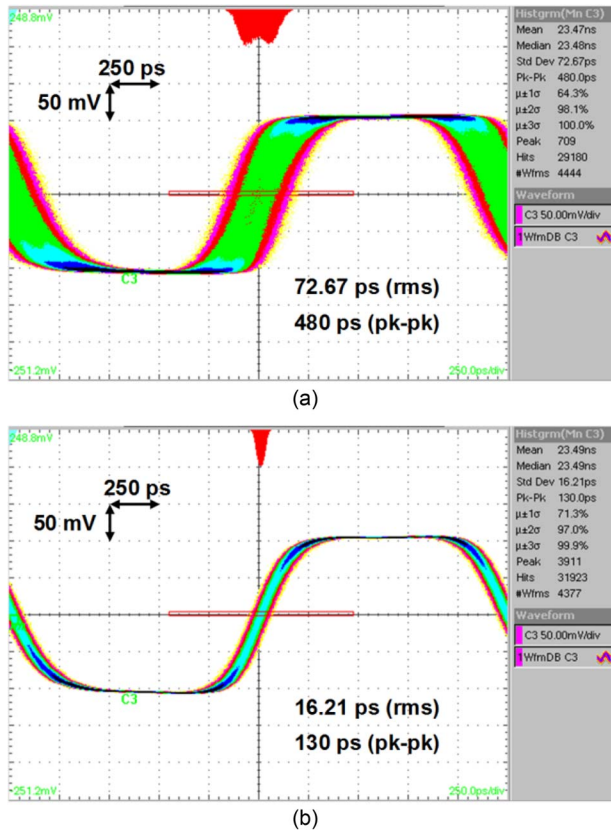 248.8mV
250 ps
50 mV
C3
72.67 ps (rms)
480 ps (pk-pk)
-251.2mV
250.0ps/div
Histgrm(Mn C3)
Mean 23.47ns
Median 23.48ns
Std Dev 72.67ps
Pk-Pk 480.0ps
µ±1σ 64.3%
µ±2σ 98.1%
µ±3σ 100.0%
Peak 709
Hits 29180
#Wfms 4444
Waveform
C3 50.00mV/div
1 WfmDB C3
(a)
248.8mV
250 ps
50 mV
C3
16.21 ps (rms)
130 ps (pk-pk)
-251.2mV
250.0ps/div
Histgrm(Mn C3)
Mean 23.49ns
Median 23.49ns
Std Dev 16.21ps
Pk-Pk 130.0ps
µ±1σ 71.3%
µ±2σ 97.0%
µ±3σ 99.9%
Peak 3911
Hits 31923
#Wfms 4377
Waveform
C3 50.00mV/div
1 WfmDB C3
(b)